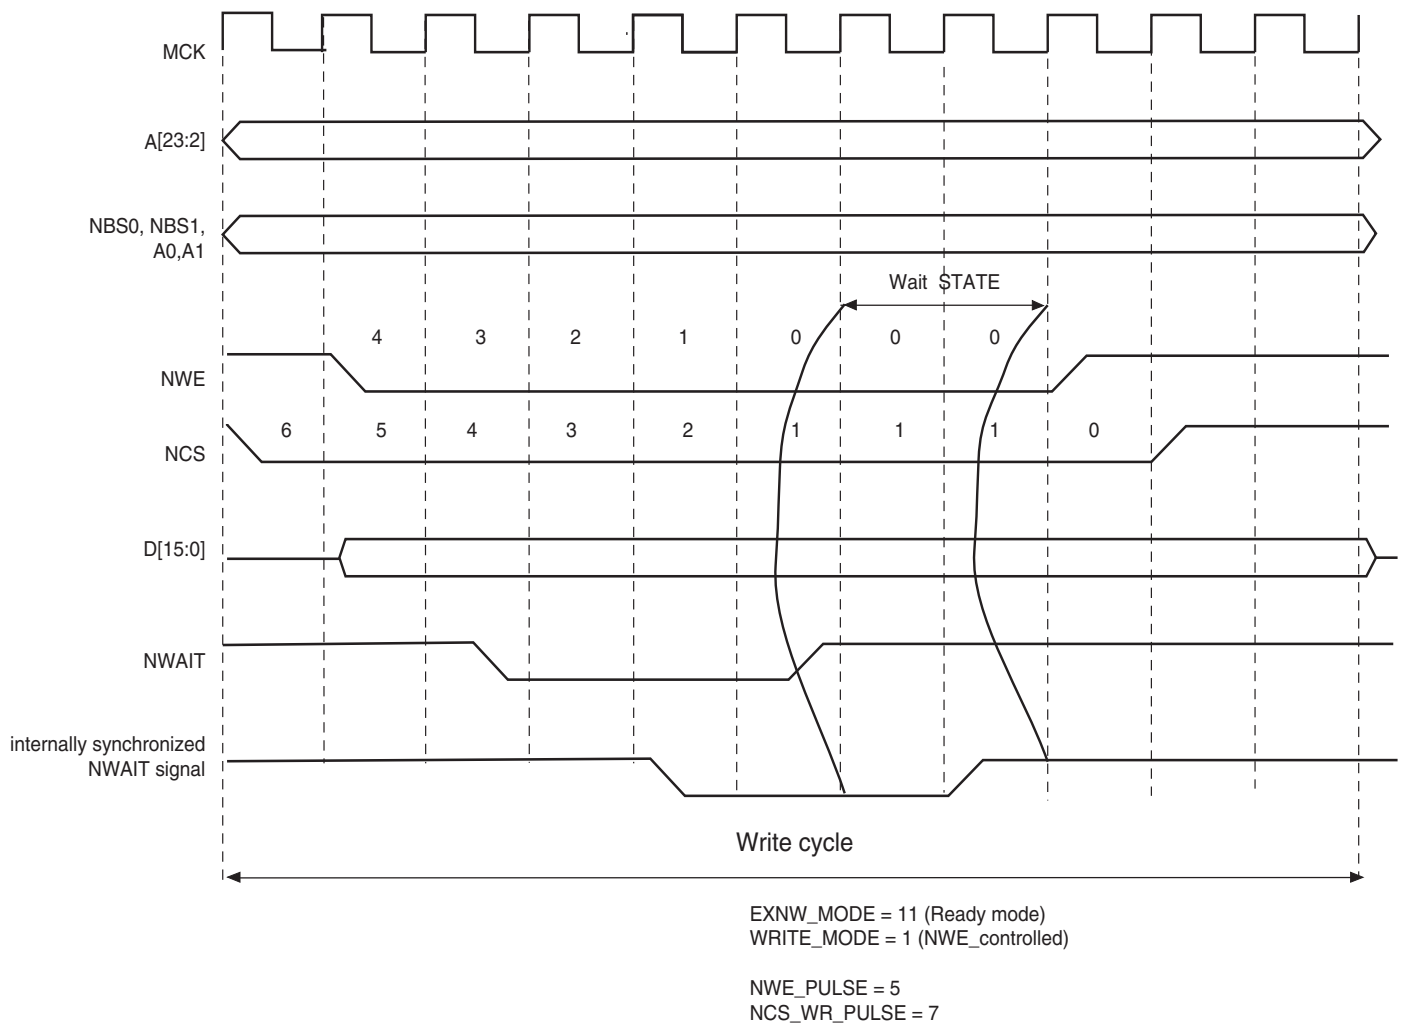 MCK
A[23:2]
NBS0, NBS1,
A0,A1
Wait STATE
4 3 2 1 0 0 0
NWE
6 5 4 3 2 1 1 1 0
NCS
D[15:0]
NWAIT
internally synchronized
NWAIT signal
Write cycle
EXNW_MODE = 11 (Ready mode)
WRITE_MODE = 1 (NWE_controlled)
NWE_PULSE = 5
NCS_WR_PULSE = 7